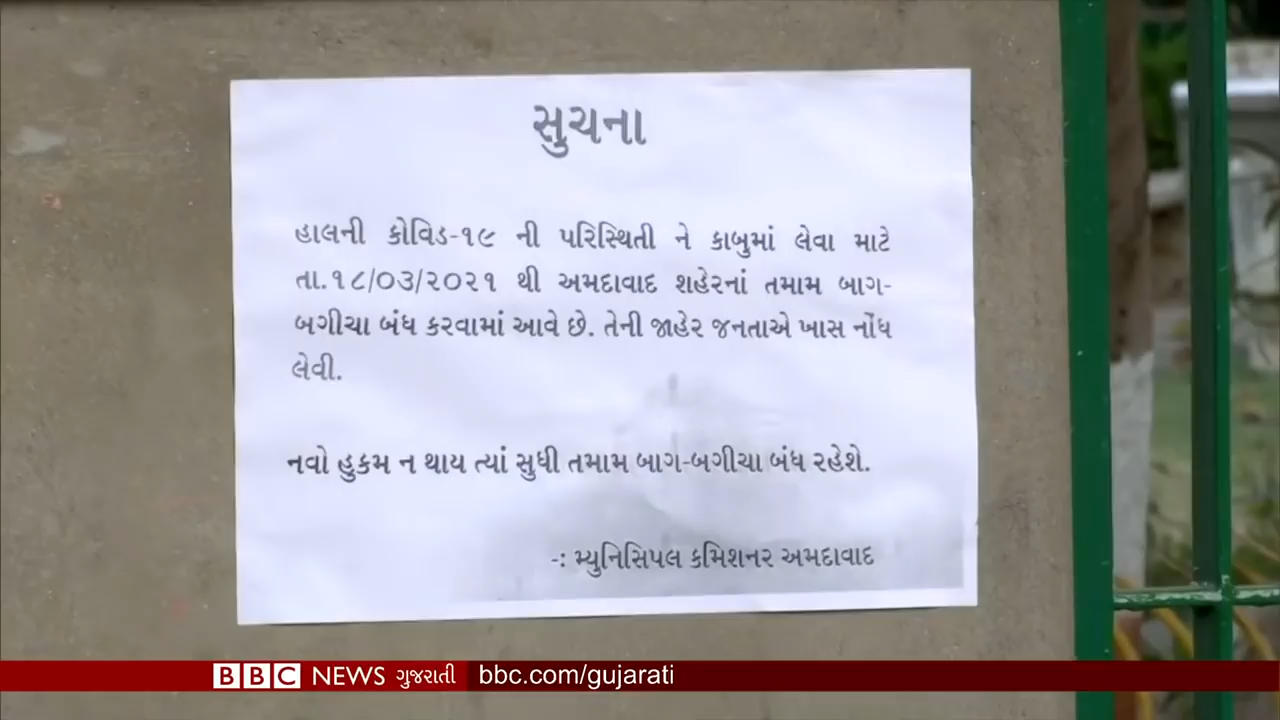 સુચના
હાલની કોવિડ-૧૯ ની પરિસ્થિતી ને કાબુમાં લેવા માટે
તા.૧૮/૦૩/૨૦૨૧ થી અમદાવાદ શહેરનાં તમામ બાગ-
બગીચા બંધ કરવામાં આવે છે. તેની જાહેર જનતાએ ખાસ નોંધ
લેવી.
નવો હુકમ ન થાય ત્યાં સુધી તમામ બાગ-બગીચા બંધ રહેશે.
-: મ્યુનિસિપલ કમિશનર અમદાવાદ
BBC NEWS ગુજરાતી bbc.com/gujarati